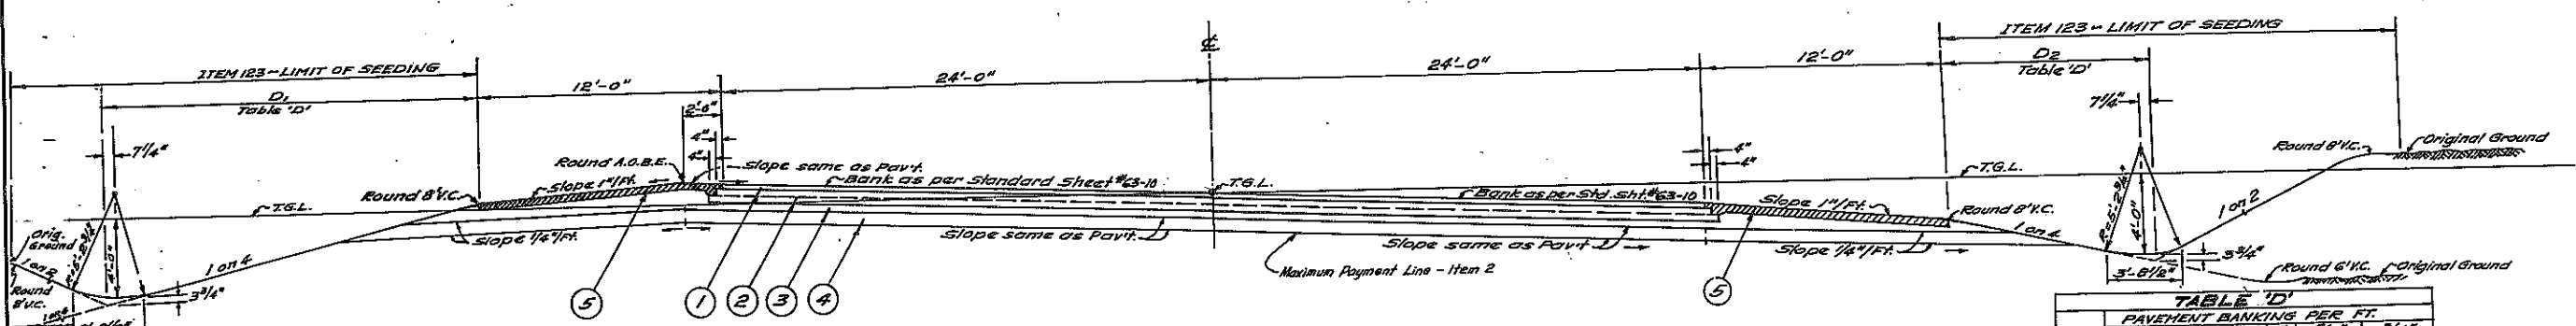 ITEM 123-LIMIT OF SEEDING
D1
Table 'D'
12'-0"
24'-0"
℄
24'-0"
12'-0"
ITEM 123-LIMIT OF SEEDING
D2
Table 'D'
7¼"
2'-6"
4"
4"
Round A.O.B.E.
Slope same as Pav't.
Slope 1"/Ft.
Bank as per Standard Sheet #63-10
T.G.L.
Bank as per Std. Sht. #63-10
4"
4"
Slope 1"/Ft.
Round 8'V.C.
T.G.L.
7¼"
Round 8'V.C.
Original Ground
Round 8'V.C.
T.G.L.
Orig. Ground
1 on 2
4'-0"
1 on 4
3¾"
Round 8'V.C.
1 on 4
Slope ¼"/Ft.
Slope same as Pav't.
Maximum Payment Line - Item 2
Slope same as Pav't
Slope ¼"/Ft.
1 on 4
4'-0"
1 on 2
3¾"
3'-8½"
Round 6'V.C.
Original Ground
5
1
2
3
4
5
TABLE 'D'
PAVEMENT BANKING PER FT.